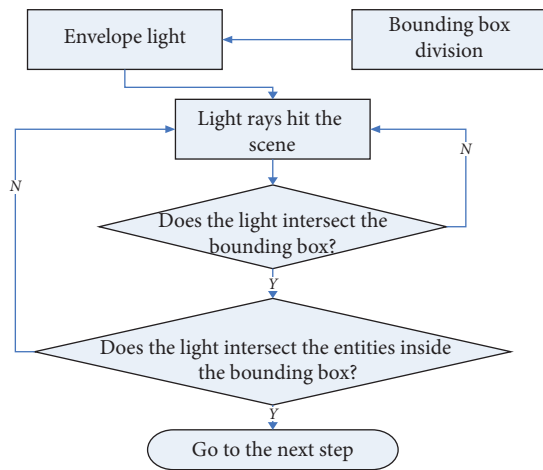 Envelope light
Bounding box
division
Light rays hit the
scene
N
N
Does the light intersect the
bounding box?
Y
Does the light intersect the entities inside
the bounding box?
Y
Go to the next step